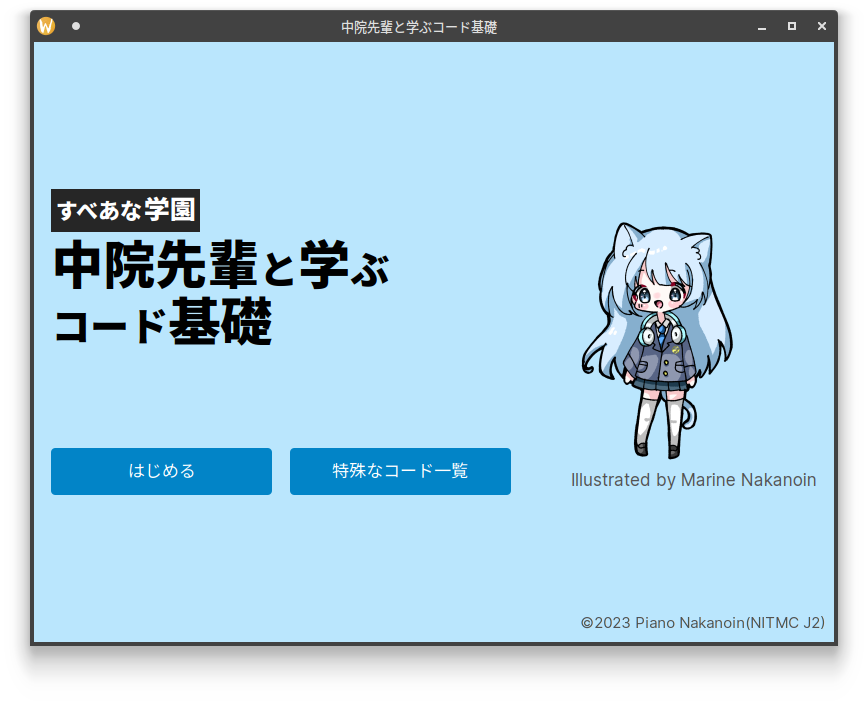 中院先輩と学ぶコード基礎
すべあな学園
中院先輩と学ぶ
コード基礎
はじめる
特殊なコード一覧
Illustrated by Marine Nakanoin
©2023 Piano Nakanoin(NITMC J2)